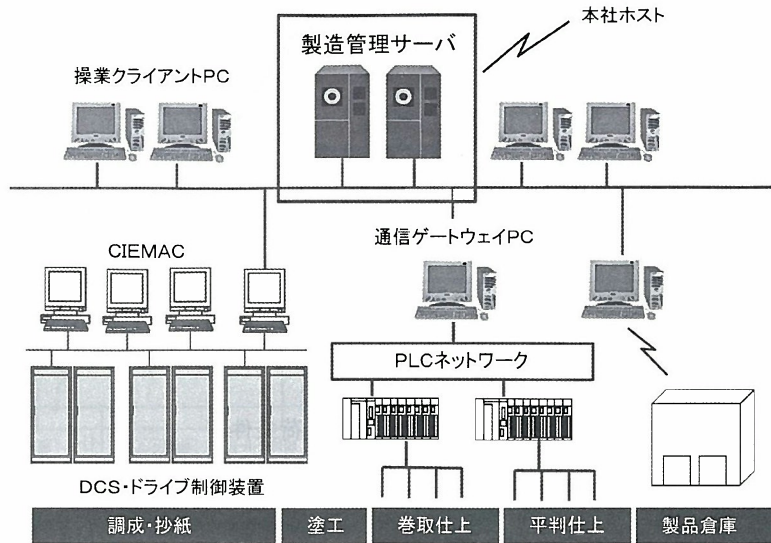 本社ホスト
製造管理サーバ
操業クライアントPC
CIEMAC
通信ゲートウェイPC
PLCネットワーク
DCS・ドライブ制御装置
調成・抄紙
塗工
巻取仕上
平判仕上
製品倉庫